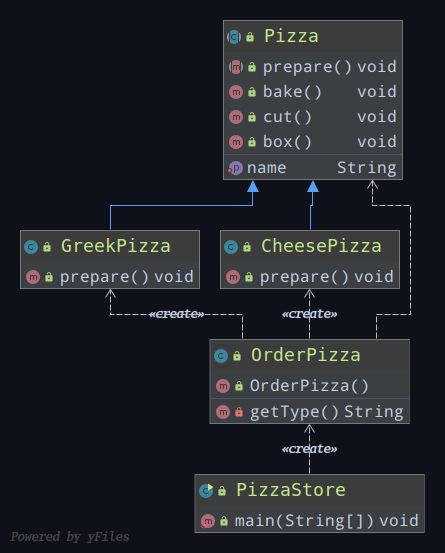 Pizza
prepare() void
bake() void
cut() void
box() void
name String
GreekPizza
prepare() void
CheesePizza
prepare() void
«create»
«create»
OrderPizza
OrderPizza()
getType() String
«create»
PizzaStore
main(String[]) void
Powered by yFiles